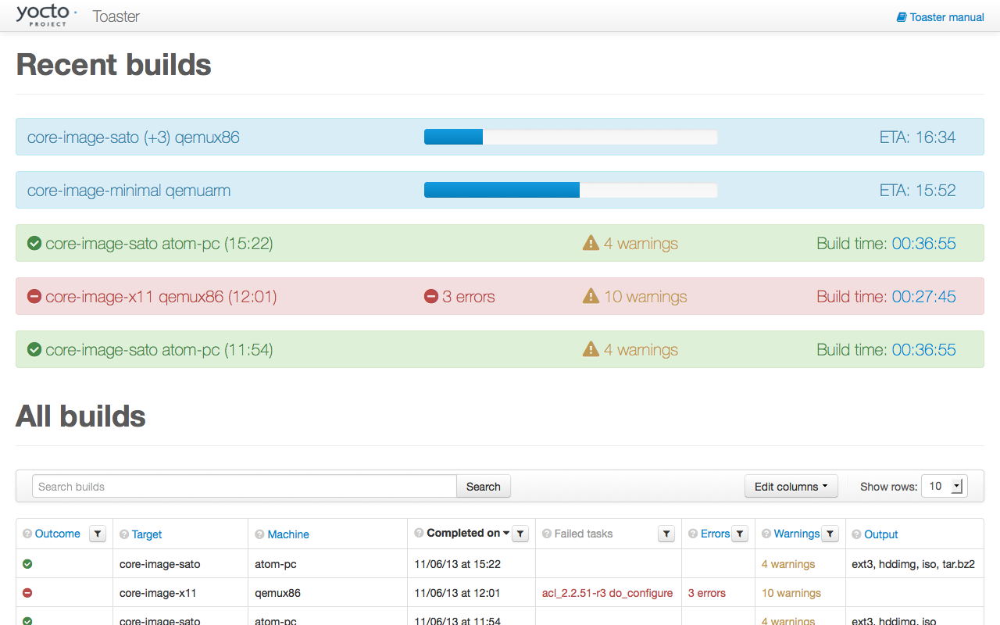 yocto PROJECT Toaster Toaster manual
Recent builds
core-image-sato (+3) qemux86 ETA: 16:34
core-image-minimal qemuarm ETA: 15:52
core-image-sato atom-pc (15:22) 4 warnings Build time: 00:36:55
core-image-x11 qemux86 (12:01) 3 errors 10 warnings Build time: 00:27:45
core-image-sato atom-pc (11:54) 4 warnings Build time: 00:36:55
All builds
Search builds Search Edit columns Show rows: 10
? Outcome ? Target ? Machine ? Completed on ? Failed tasks ? Errors ? Warnings ? Output
core-image-sato atom-pc 11/06/13 at 15:22 4 warnings ext3, hddimg, iso, tar.bz2
core-image-x11 qemux86 11/06/13 at 12:01 acl_2.2.51-r3 do_configure 3 errors 10 warnings
core-image-sato atom-pc 11/06/13 at 11:54 4 warnings ext3, hddimg, iso